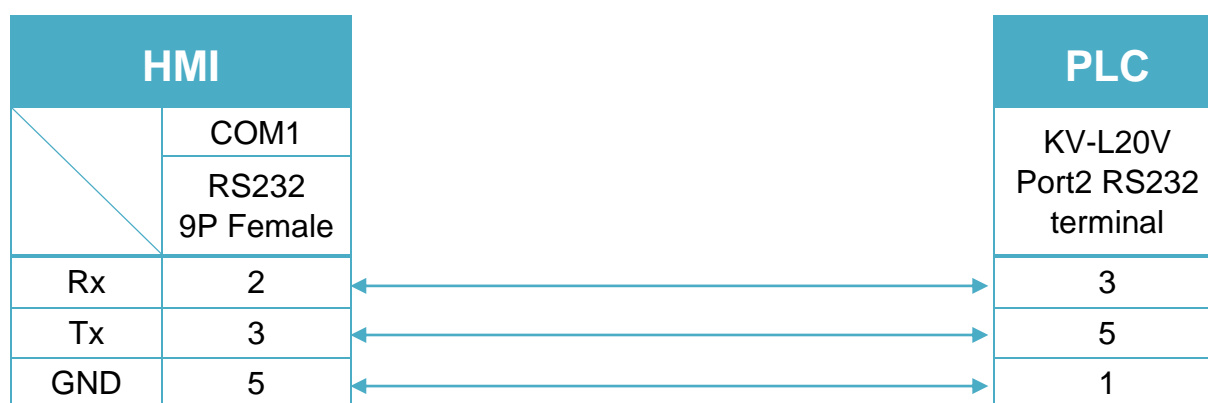 HMI
PLC
COM1
RS232
9P Female
KV-L20V
Port2 RS232
terminal
Rx 2 3
Tx 3 5
GND 5 1